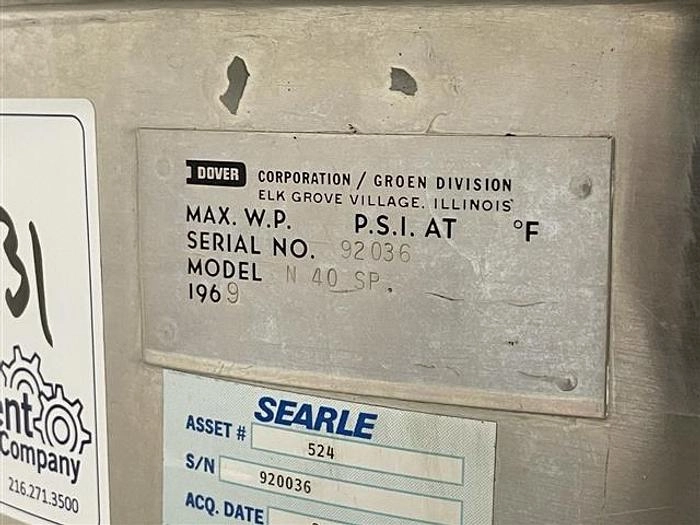 DOVER CORPORATION / GROEN DIVISION
ELK GROVE VILLAGE, ILLINOIS
MAX. W.P. P.S.I. AT °F
SERIAL NO. 92036
MODEL N 40 SP.
1969
31
ent
Company
216.271.3500
SEARLE
ASSET # 524
S/N 920036
ACQ. DATE